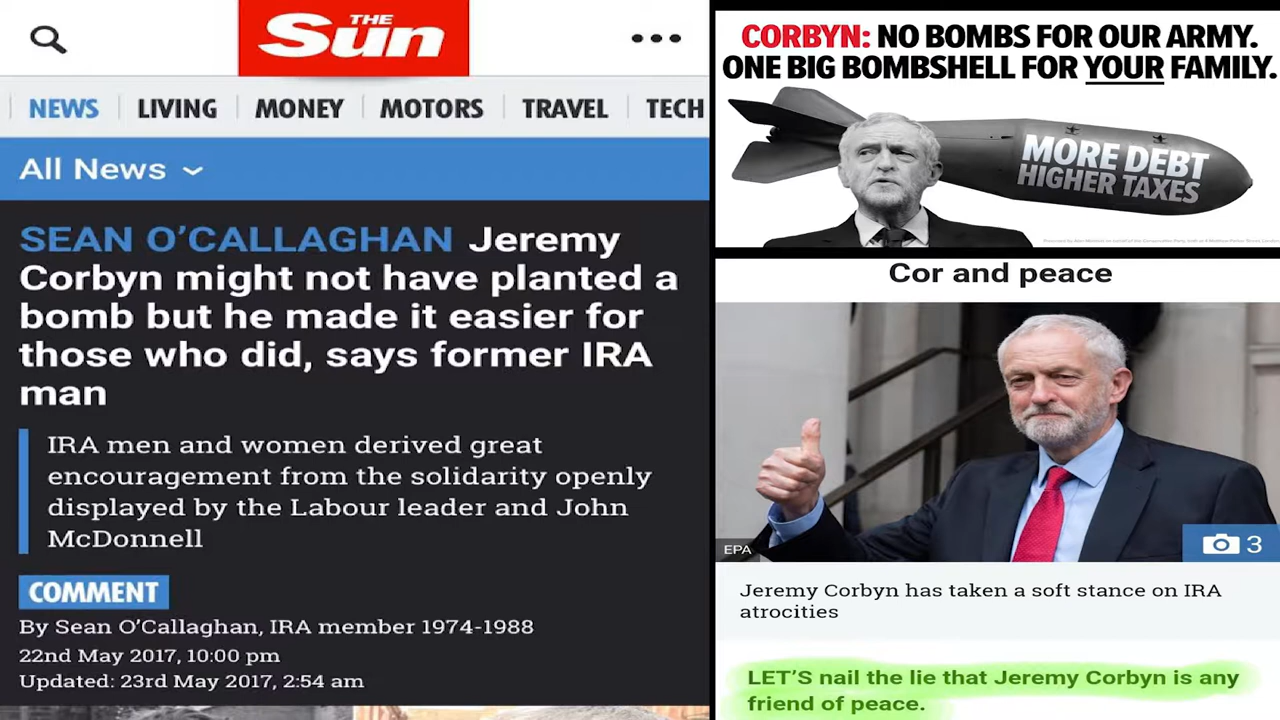 THE
Sun
NEWS
LIVING
MONEY
MOTORS
TRAVEL
TECH
All News
SEAN O'CALLAGHAN Jeremy
Corbyn might not have planted a
bomb but he made it easier for
those who did, says former IRA
man
IRA men and women derived great
encouragement from the solidarity openly
displayed by the Labour leader and John
McDonnell
COMMENT
By Sean O'Callaghan, IRA member 1974-1988
22nd May 2017, 10:00 pm
Updated: 23rd May 2017, 2:54 am
CORBYN: NO BOMBS FOR OUR ARMY.
ONE BIG BOMBSHELL FOR YOUR FAMILY.
MORE DEBT
HIGHER TAXES
Cor and peace
EPA
3
Jeremy Corbyn has taken a soft stance on IRA
atrocities
LET'S nail the lie that Jeremy Corbyn is any
friend of peace.